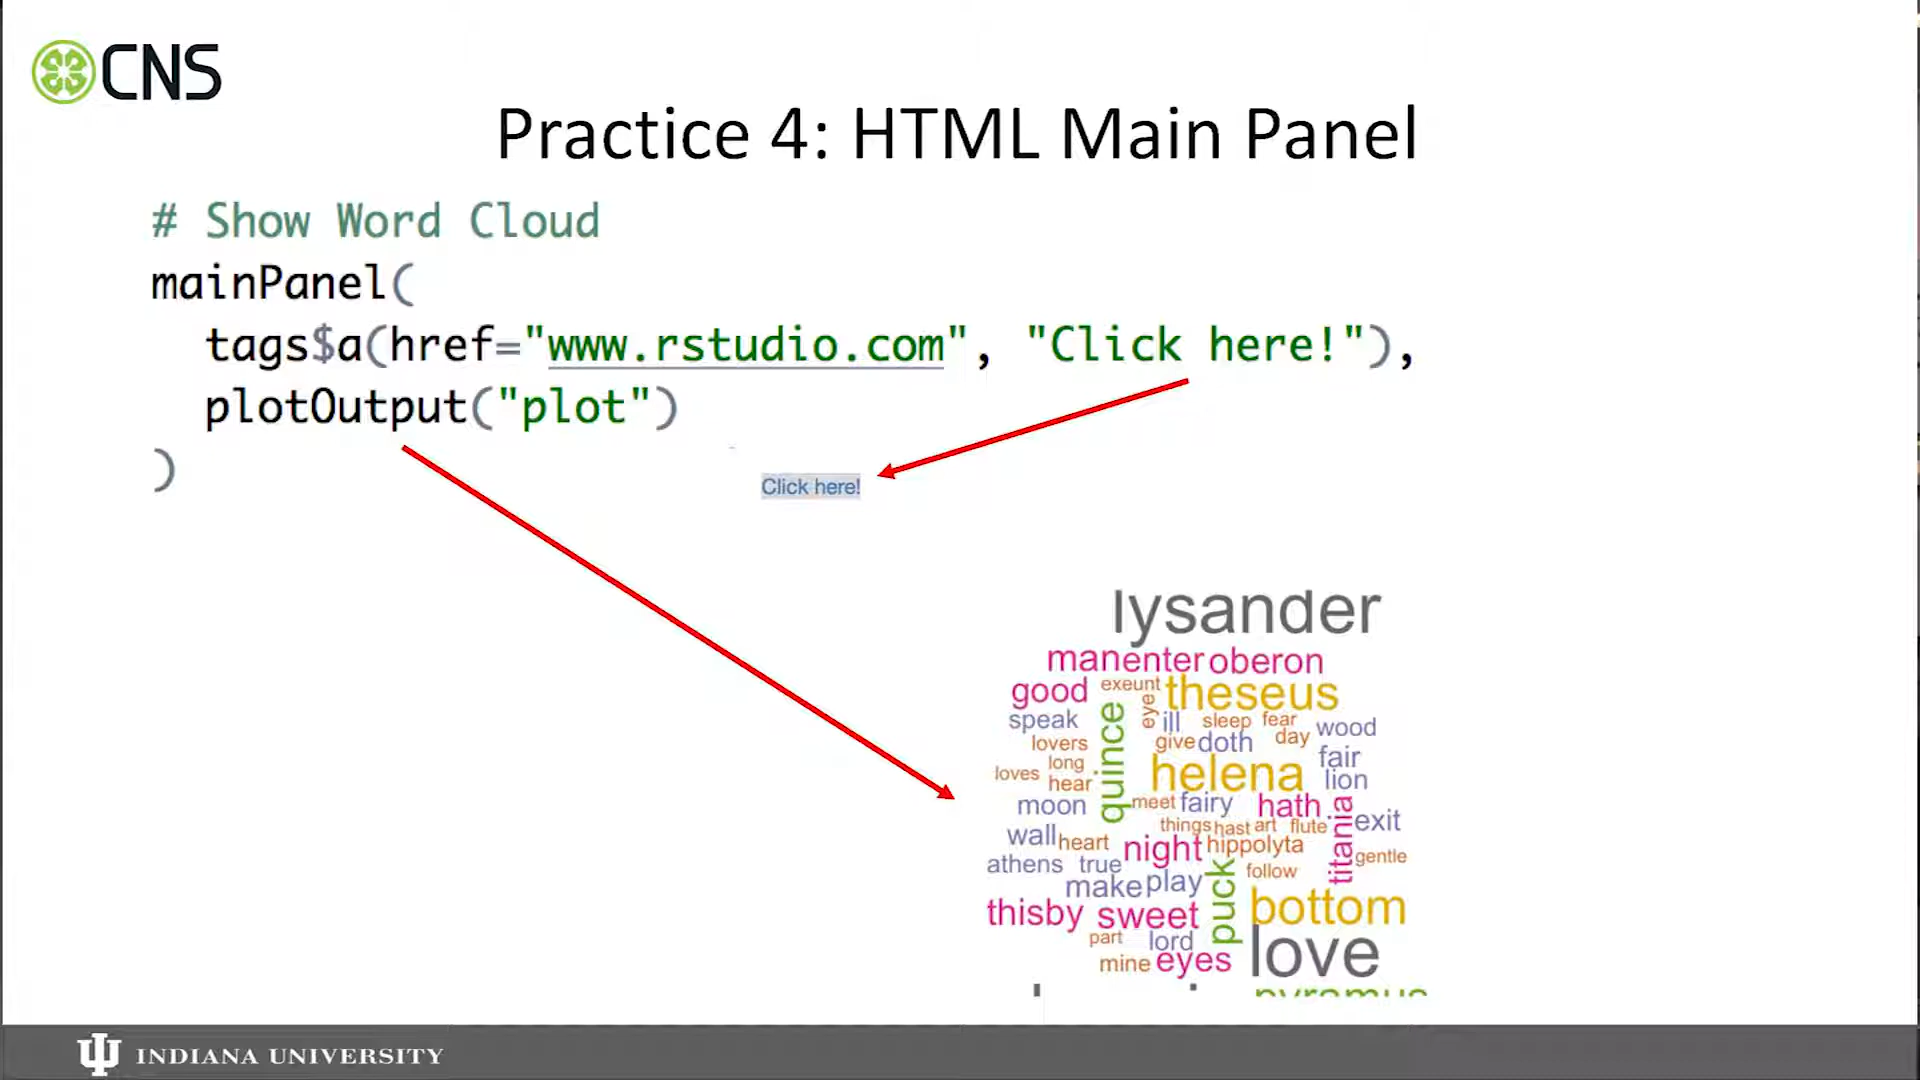 CNS
Practice 4: HTML Main Panel
# Show Word Cloud
mainPanel(
tags$a(href="www.rstudio.com", "Click here!"),
plotOutput("plot")
)
Click here!
lysander
man enter oberon
good exeunt theseus
speak quince eye ill sleep fear wood
lovers give doth day
loves long helena fair
hear lion
moon meet fairy hath titania exit
things hast art flute
wall heart night hippolyta gentle
athens true puck follow
make play
thisby sweet bottom
part lord love
mine eyes
pyramus
INDIANA UNIVERSITY